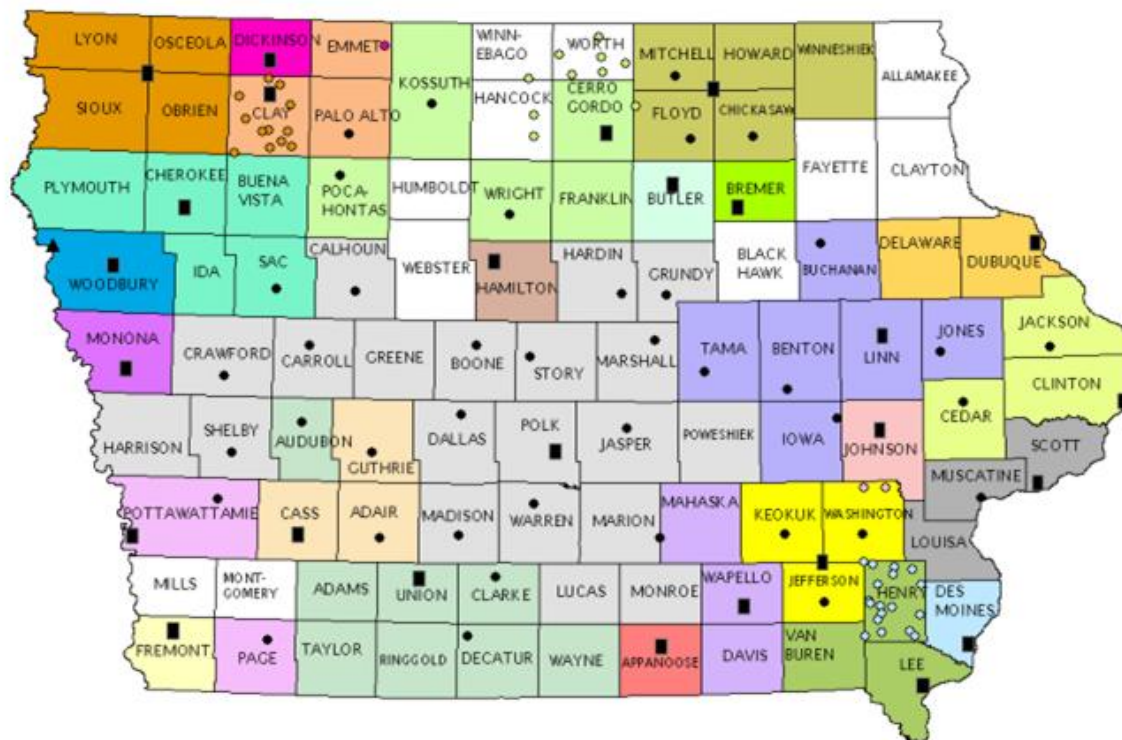 LYON
OSCEOLA
DICKINSON
EMMET
KOSSUTH
WINN-
EBAGO
WORTH
MITCHELL
HOWARD
WINNESHIEK
ALLAMAKEE
SIOUX
OBRIEN
CLAY
PALO ALTO
HANCOCK
CERRO
GORDO
FLOYD
CHICKASAW
FAYETTE
CLAYTON
PLYMOUTH
CHEROKEE
BUENA
VISTA
POCA-
HONTAS
HUMBOLDT
WRIGHT
FRANKLIN
BUTLER
BREMER
WOODBURY
IDA
SAC
CALHOUN
WEBSTER
HAMILTON
HARDIN
GRUNDY
BLACK
HAWK
BUCHANAN
DELAWARE
DUBUQUE
MONONA
CRAWFORD
CARROLL
GREENE
BOONE
STORY
MARSHALL
TAMA
BENTON
LINN
JONES
JACKSON
CLINTON
HARRISON
SHELBY
AUDUBON
GUTHRIE
DALLAS
POLK
JASPER
POWESHIEK
IOWA
JOHNSON
CEDAR
SCOTT
MUSCATINE
POTTAWATTAMIE
CASS
ADAIR
MADISON
WARREN
MARION
MAHASKA
KEOKUK
WASHINGTON
LOUISA
MILLS
MONT-
GOMERY
ADAMS
UNION
CLARKE
LUCAS
MONROE
WAPELLO
JEFFERSON
HENRY
DES
MOINES
FREMONT
PAGE
TAYLOR
RINGGOLD
DECATUR
WAYNE
APPANOOSE
DAVIS
VAN
BUREN
LEE